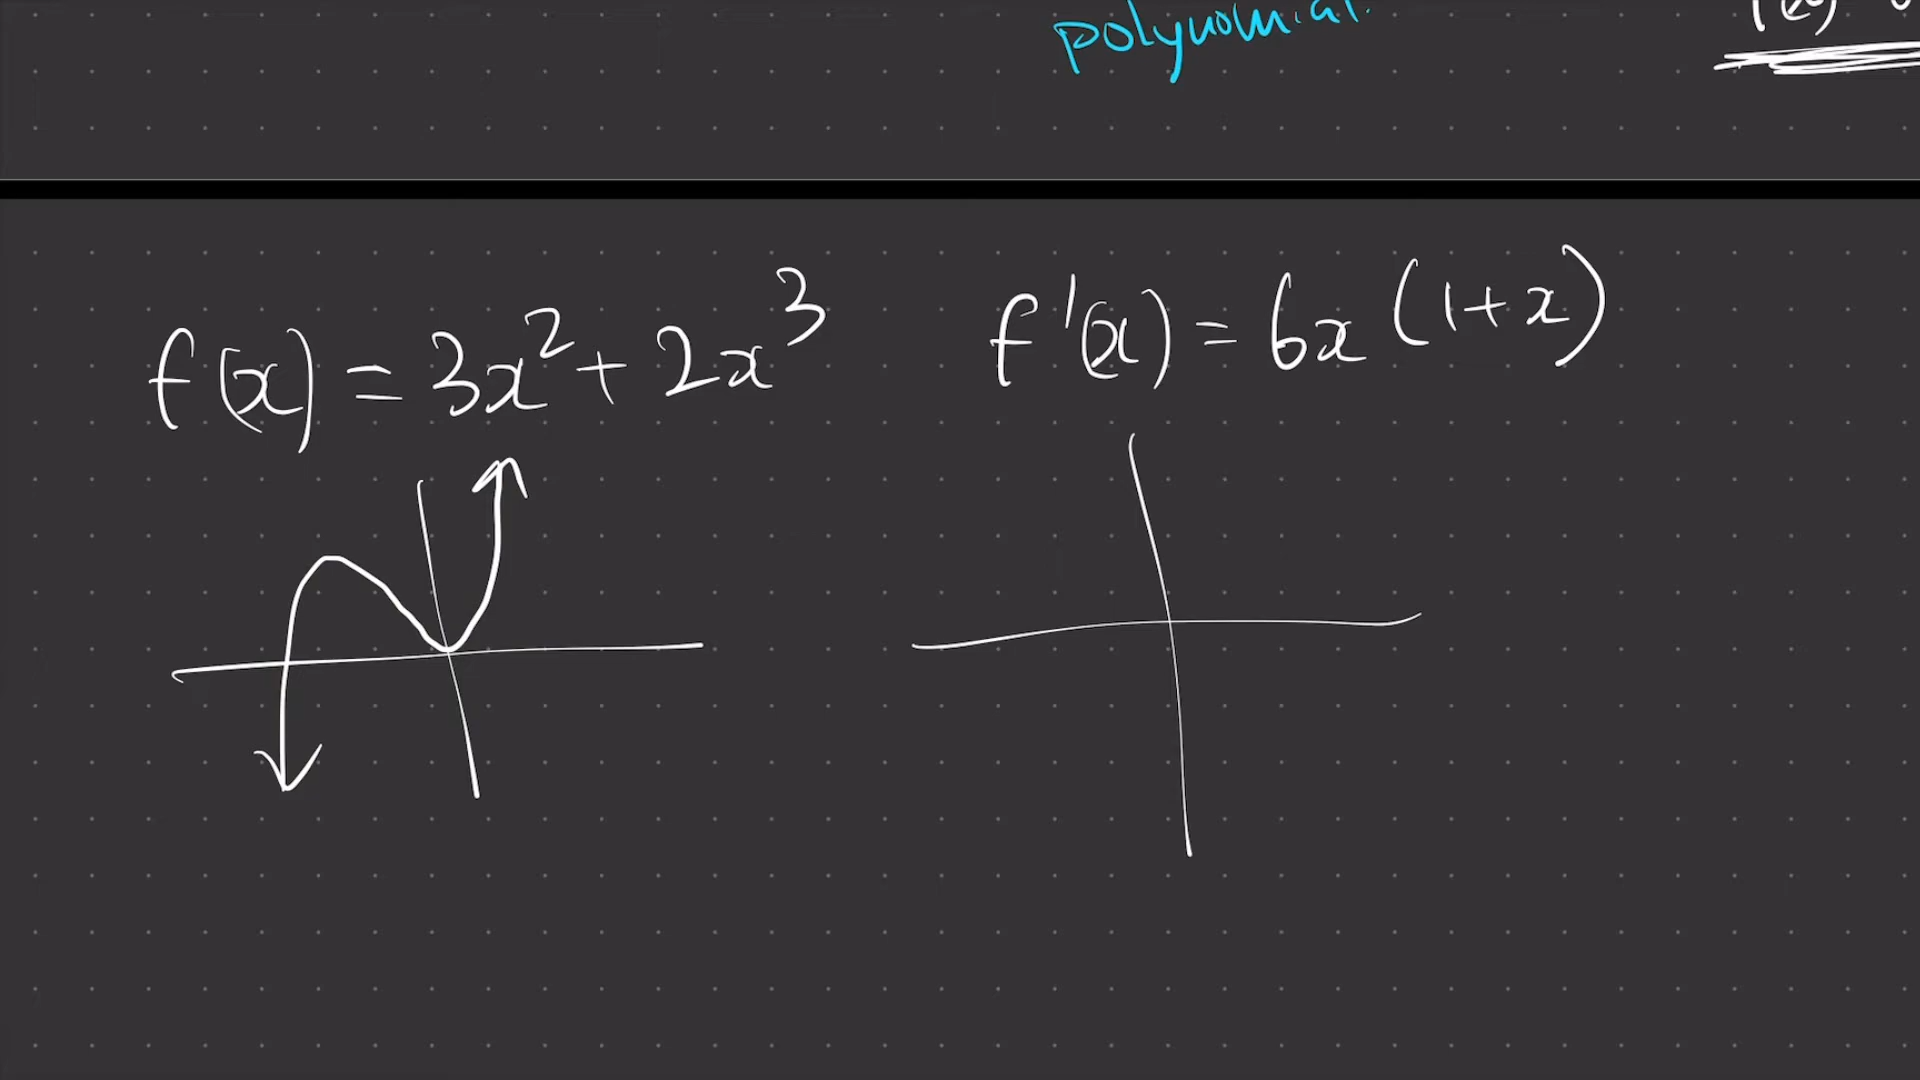 polynomial.
f(x) = 3x² + 2x³
f'(x) = 6x(1+x)